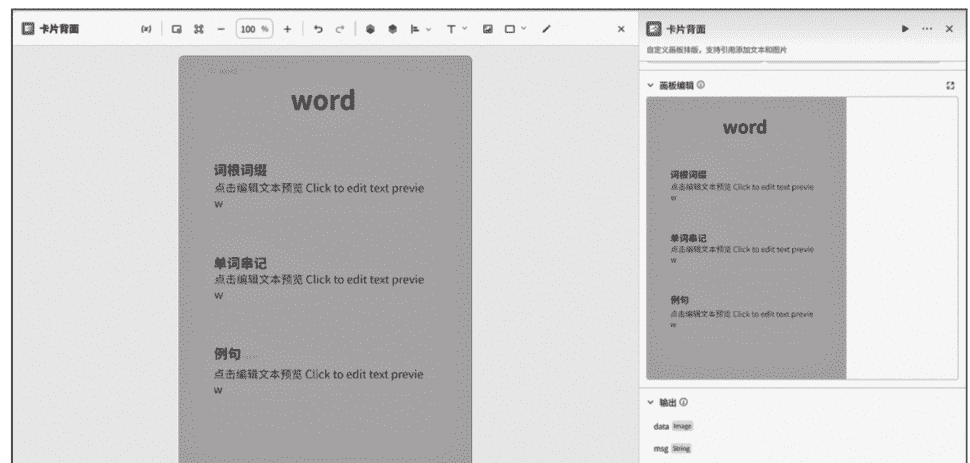 卡片背面
{x}
100 %
T
word
词根词缀
点击编辑文本预览 Click to edit text previe
w
单词串记
点击编辑文本预览 Click to edit text previe
w
例句
点击编辑文本预览 Click to edit text previe
w
卡片背面
自定义画板排版，支持引用添加文本和图片
画板编辑
word
词根词缀
点击编辑文本预览 Click to edit text previe
w
单词串记
点击编辑文本预览 Click to edit text previe
w
例句
点击编辑文本预览 Click to edit text previe
w
输出
data Image
msg String